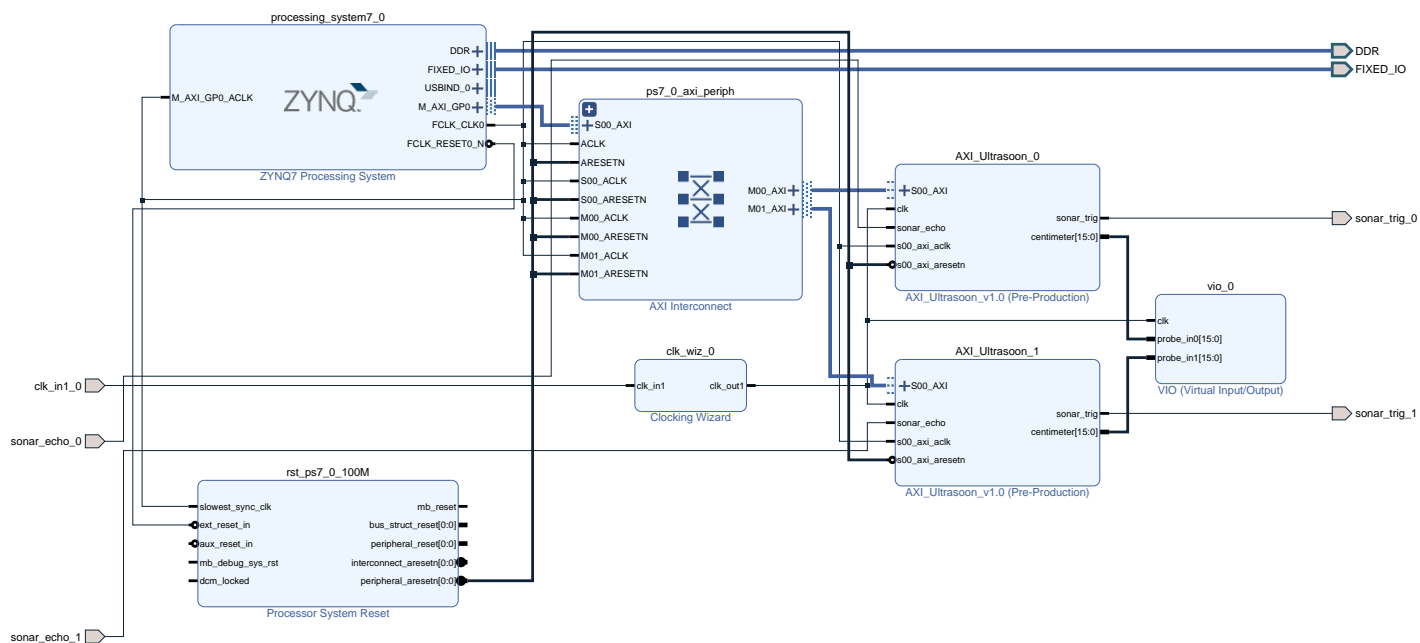 processing_system7_0
DDR
FIXED_IO
USBIND_0
M_AXI_GP0
FCLK_CLK0
FCLK_RESET0_N
M_AXI_GP0_ACLK
ZYNQ
ZYNQ7 Processing System
DDR
FIXED_IO
ps7_0_axi_periph
S00_AXI
ACLK
ARESETN
S00_ACLK
S00_ARESETN
M00_ACLK
M00_ARESETN
M01_ACLK
M01_ARESETN
M00_AXI
M01_AXI
AXI Interconnect
AXI_Ultrasoon_0
S00_AXI
clk
sonar_echo
s00_axi_aclk
s00_axi_aresetn
sonar_trig
centimeter[15:0]
AXI_Ultrasoon_v1.0 (Pre-Production)
sonar_trig_0
vio_0
clk
probe_in0[15:0]
probe_in1[15:0]
VIO (Virtual Input/Output)
clk_wiz_0
clk_in1
clk_out1
Clocking Wizard
AXI_Ultrasoon_1
S00_AXI
clk
sonar_echo
s00_axi_aclk
s00_axi_aresetn
sonar_trig
centimeter[15:0]
AXI_Ultrasoon_v1.0 (Pre-Production)
sonar_trig_1
clk_in1_0
sonar_echo_0
rst_ps7_0_100M
slowest_sync_clk
ext_reset_in
aux_reset_in
mb_debug_sys_rst
dcm_locked
mb_reset
bus_struct_reset[0:0]
peripheral_reset[0:0]
interconnect_aresetn[0:0]
peripheral_aresetn[0:0]
Processor System Reset
sonar_echo_1